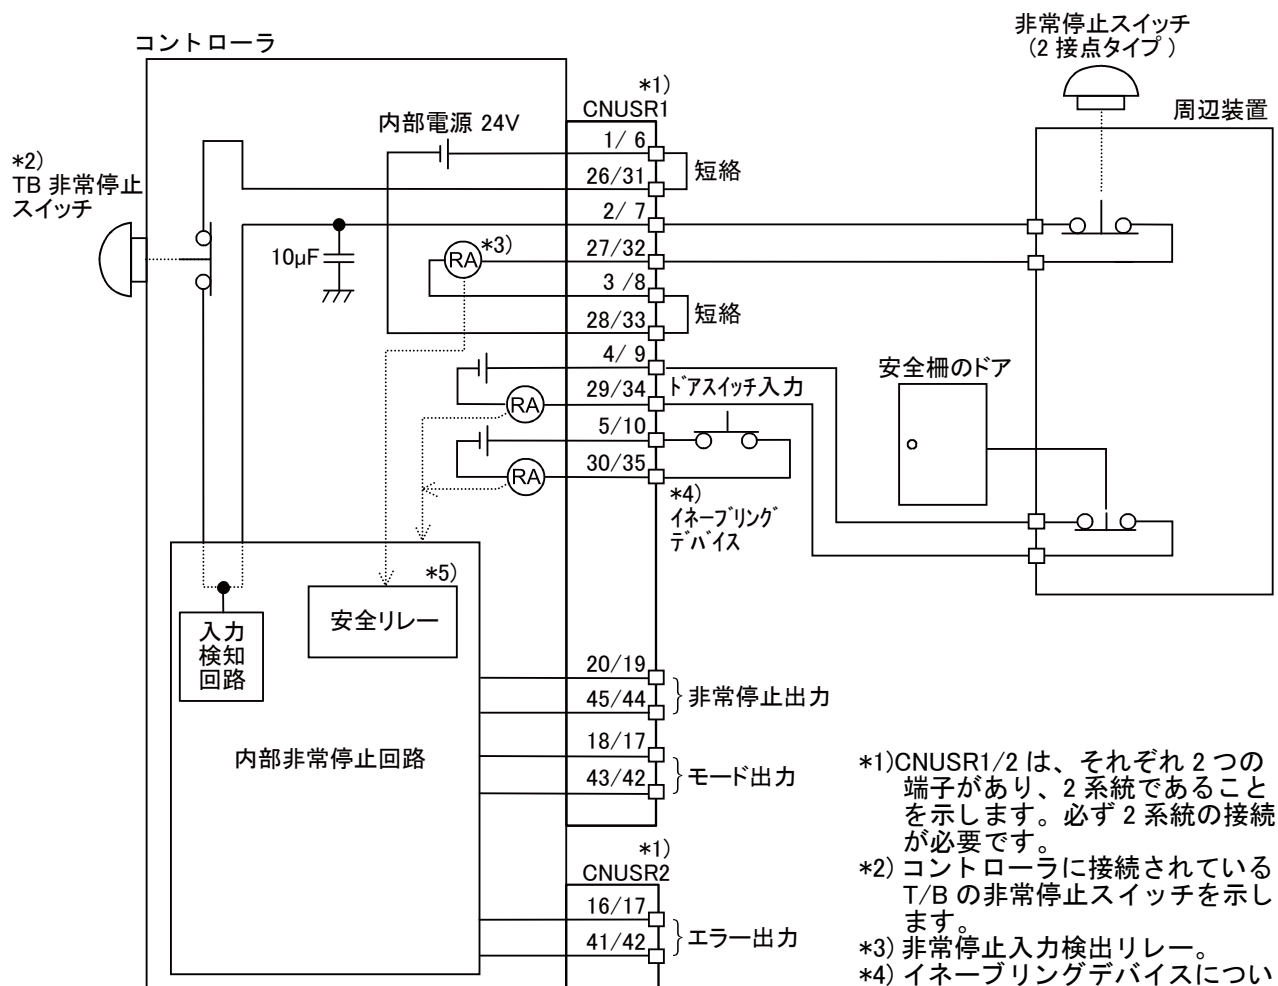 非常停止スイッチ
(2 接点タイプ )
コントローラ
*1)
CNUSR1
周辺装置
内部電源 24V
1/ 6
*2)
TB 非常停止
スイッチ
短絡
26/31
2/ 7
10μF
RA
*3)
27/32
3 /8
短絡
28/33
4/ 9
安全柵のドア
29/34
ドアスイッチ入力
RA
5/10
30/35
RA
*4)
イネーブリング
デバイス
*5)
安全リレー
入力
検知
回路
20/19
非常停止出力
45/44
内部非常停止回路
18/17
モード出力
43/42
*1)
CNUSR2
16/17
エラー出力
41/42
*1)CNUSR1/2 は、それぞれ 2 つの
端子があり、2 系統であること
を示します。必ず 2 系統の接続
が必要です。
*2) コントローラに接続されている
T/B の非常停止スイッチを示し
ます。
*3) 非常停止入力検出リレー。
*4) イネーブリングデバイスについ